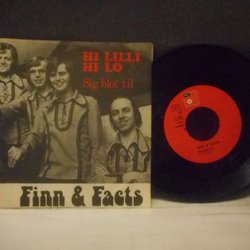 HI LILLI
HI LO
Sig blot til
Finn & Facts